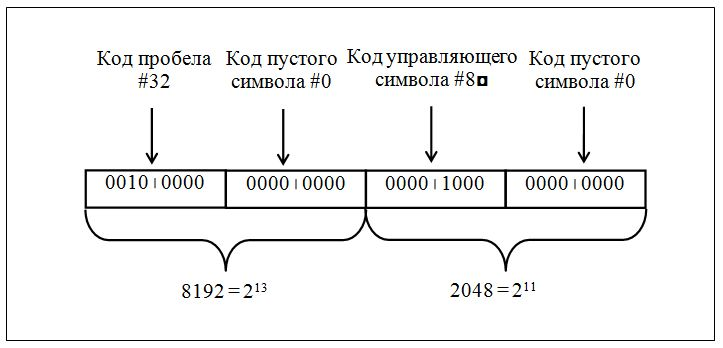 Код пробела Код пустого Код управляющего Код пустого
#32 символа #0 символа #8◘ символа #0
0010 0000 0000 0000 0000 1000 0000 0000
8192 = 2¹³ 2048 = 2¹¹